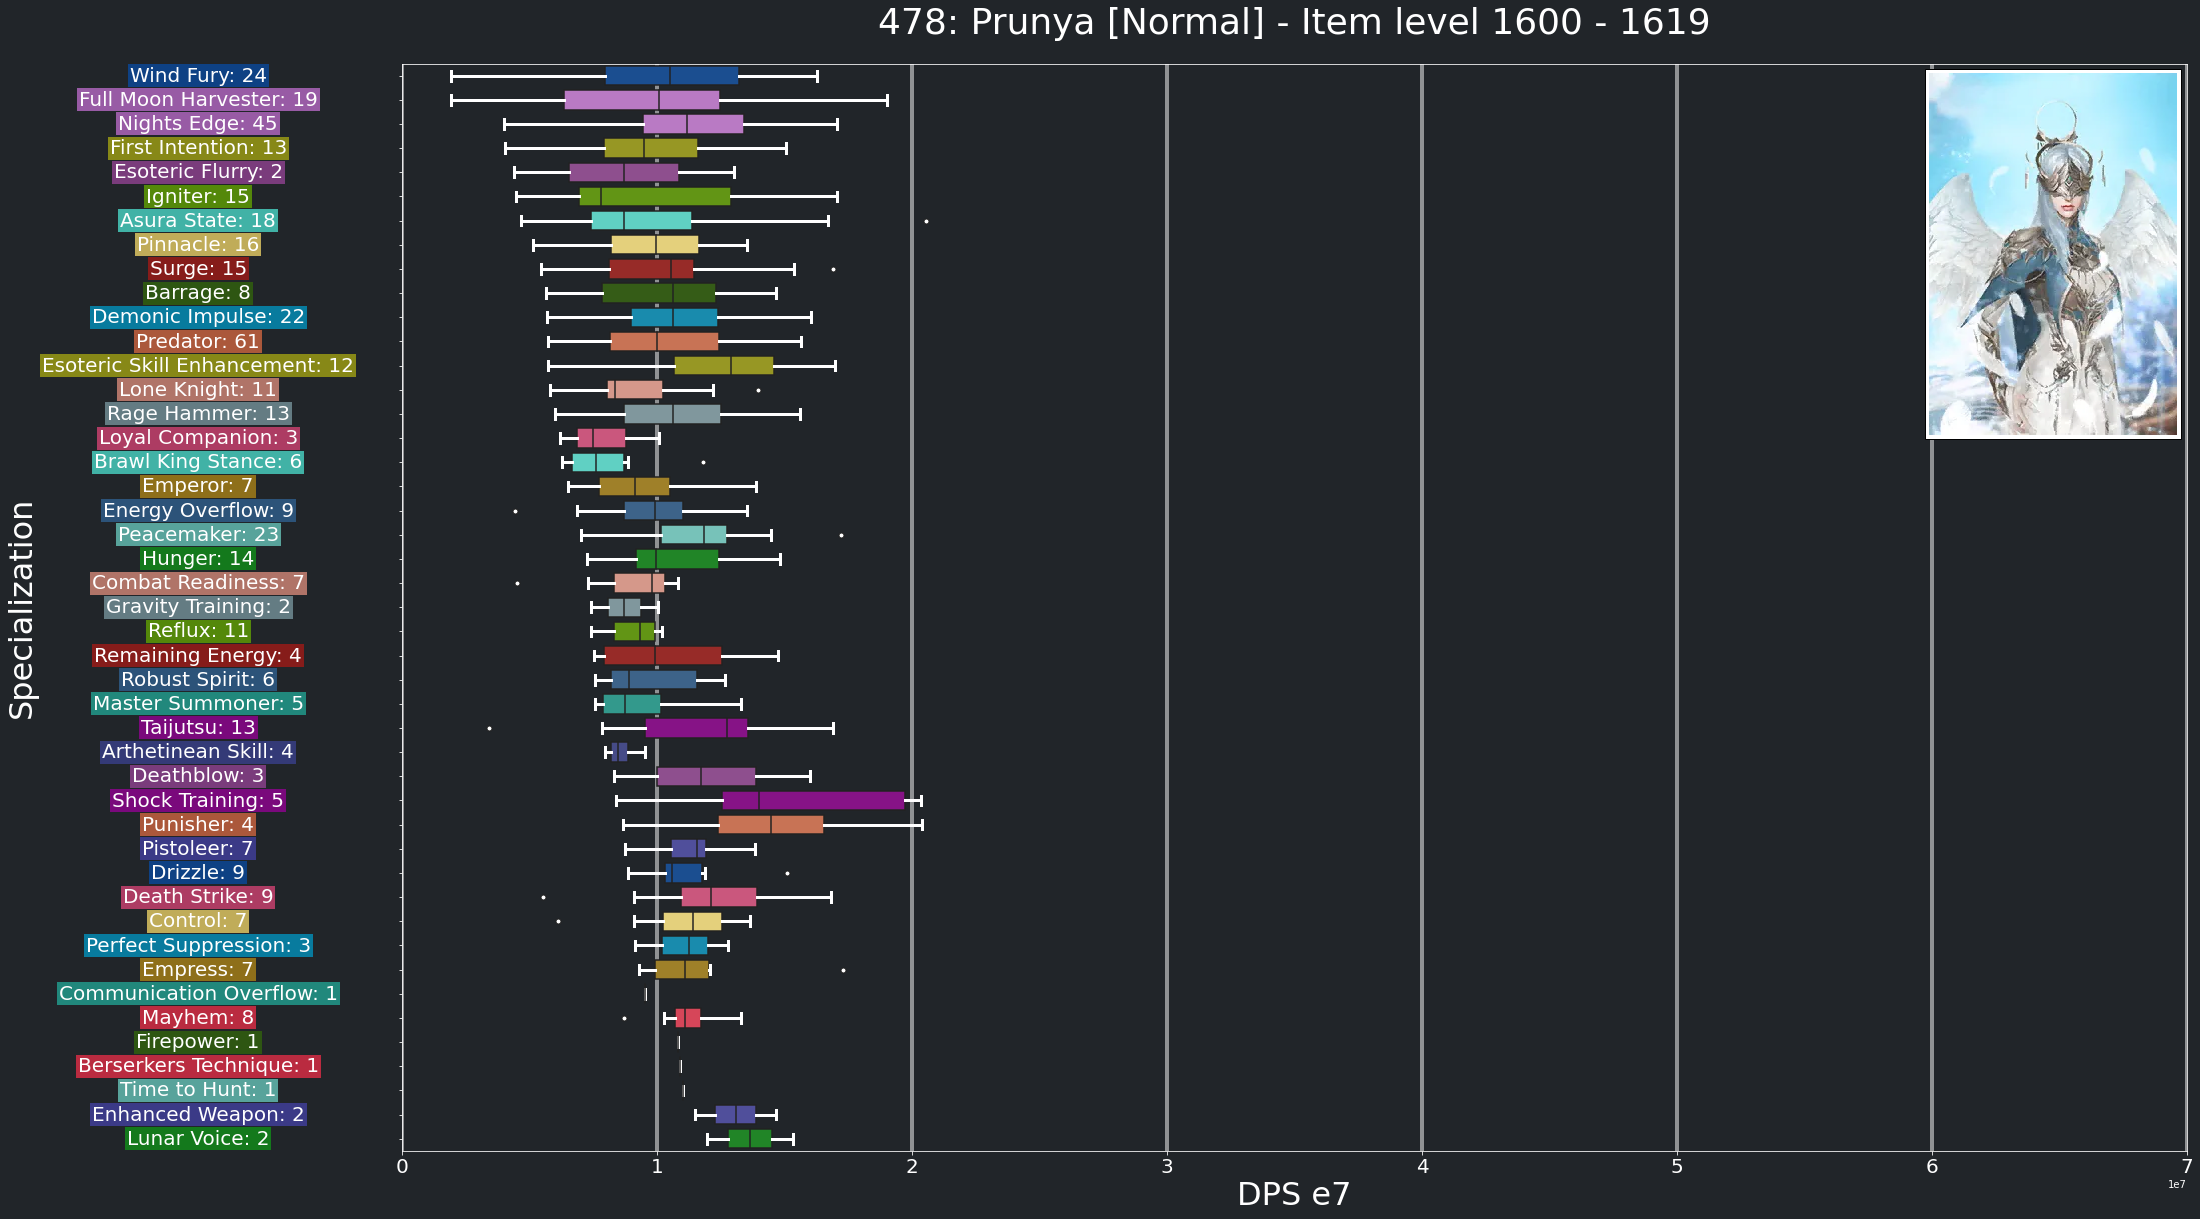 478: Prunya [Normal] - Item level 1600 - 1619
Specialization
Wind Fury: 24
Full Moon Harvester: 19
Nights Edge: 45
First Intention: 13
Esoteric Flurry: 2
Igniter: 15
Asura State: 18
Pinnacle: 16
Surge: 15
Barrage: 8
Demonic Impulse: 22
Predator: 61
Esoteric Skill Enhancement: 12
Lone Knight: 11
Rage Hammer: 13
Loyal Companion: 3
Brawl King Stance: 6
Emperor: 7
Energy Overflow: 9
Peacemaker: 23
Hunger: 14
Combat Readiness: 7
Gravity Training: 2
Reflux: 11
Remaining Energy: 4
Robust Spirit: 6
Master Summoner: 5
Taijutsu: 13
Arthetinean Skill: 4
Deathblow: 3
Shock Training: 5
Punisher: 4
Pistoleer: 7
Drizzle: 9
Death Strike: 9
Control: 7
Perfect Suppression: 3
Empress: 7
Communication Overflow: 1
Mayhem: 8
Firepower: 1
Berserkers Technique: 1
Time to Hunt: 1
Enhanced Weapon: 2
Lunar Voice: 2
0 1 2 3 4 5 6 7
1e7
DPS e7